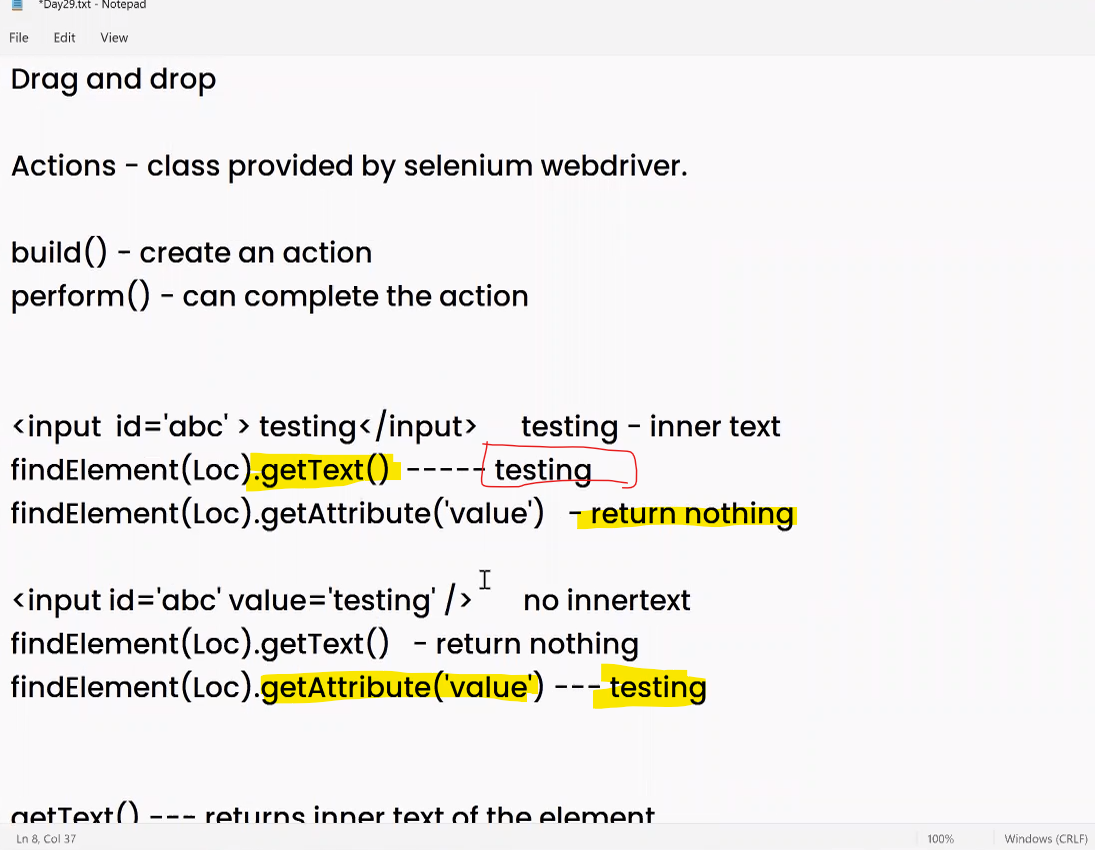 *Day29.txt - Notepad
File Edit View
Drag and drop
Actions - class provided by selenium webdriver.
build() - create an action
perform() - can complete the action
<input id='abc' > testing</input> testing - inner text
findElement(Loc).getText() ----- testing
findElement(Loc).getAttribute('value') - return nothing
<input id='abc' value='testing' /> no innertext
findElement(Loc).getText() - return nothing
findElement(Loc).getAttribute('value') --- testing
getText() --- returns inner text of the element
Ln 8, Col 37 100% Windows (CRLF)